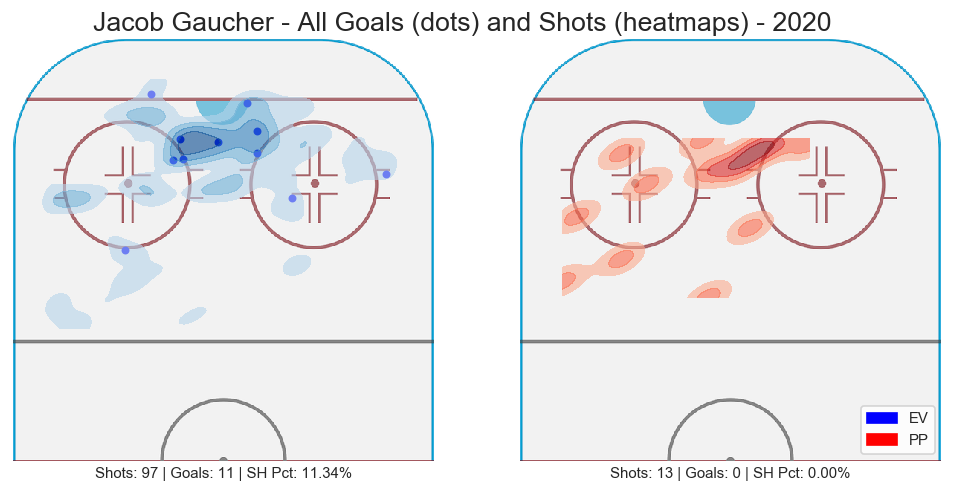 Jacob Gaucher - All Goals (dots) and Shots (heatmaps) - 2020
EV
PP
Shots: 97 | Goals: 11 | SH Pct: 11.34%
Shots: 13 | Goals: 0 | SH Pct: 0.00%